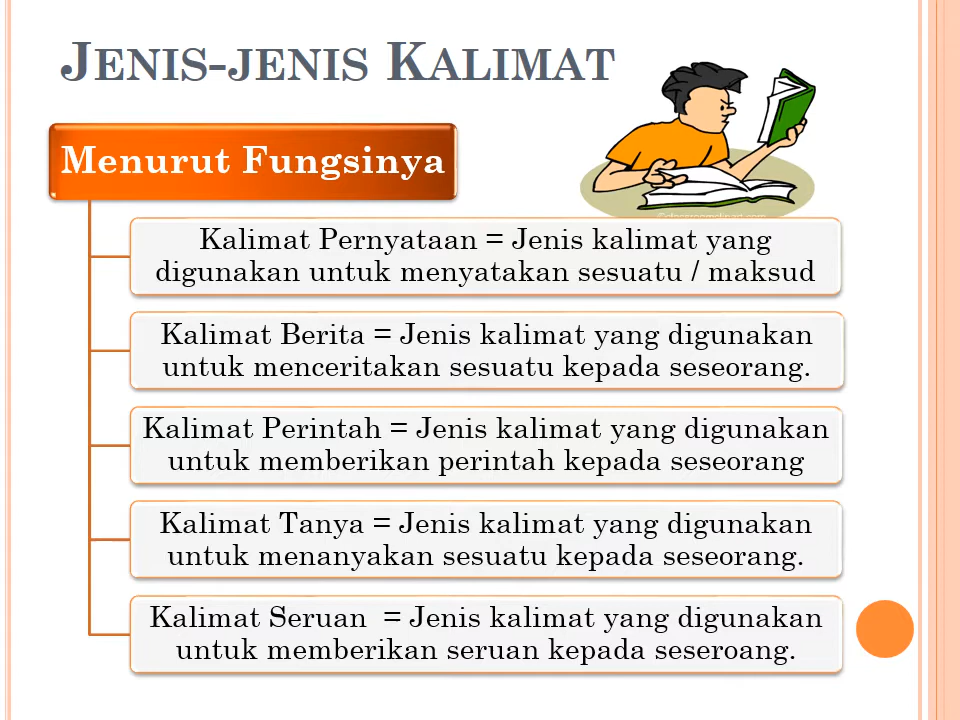 JENIS-JENIS KALIMAT
Menurut Fungsinya
Kalimat Pernyataan = Jenis kalimat yang
digunakan untuk menyatakan sesuatu / maksud
Kalimat Berita = Jenis kalimat yang digunakan
untuk menceritakan sesuatu kepada seseorang.
Kalimat Perintah = Jenis kalimat yang digunakan
untuk memberikan perintah kepada seseorang
Kalimat Tanya = Jenis kalimat yang digunakan
untuk menanyakan sesuatu kepada seseorang.
Kalimat Seruan  = Jenis kalimat yang digunakan
untuk memberikan seruan kepada seseroang.